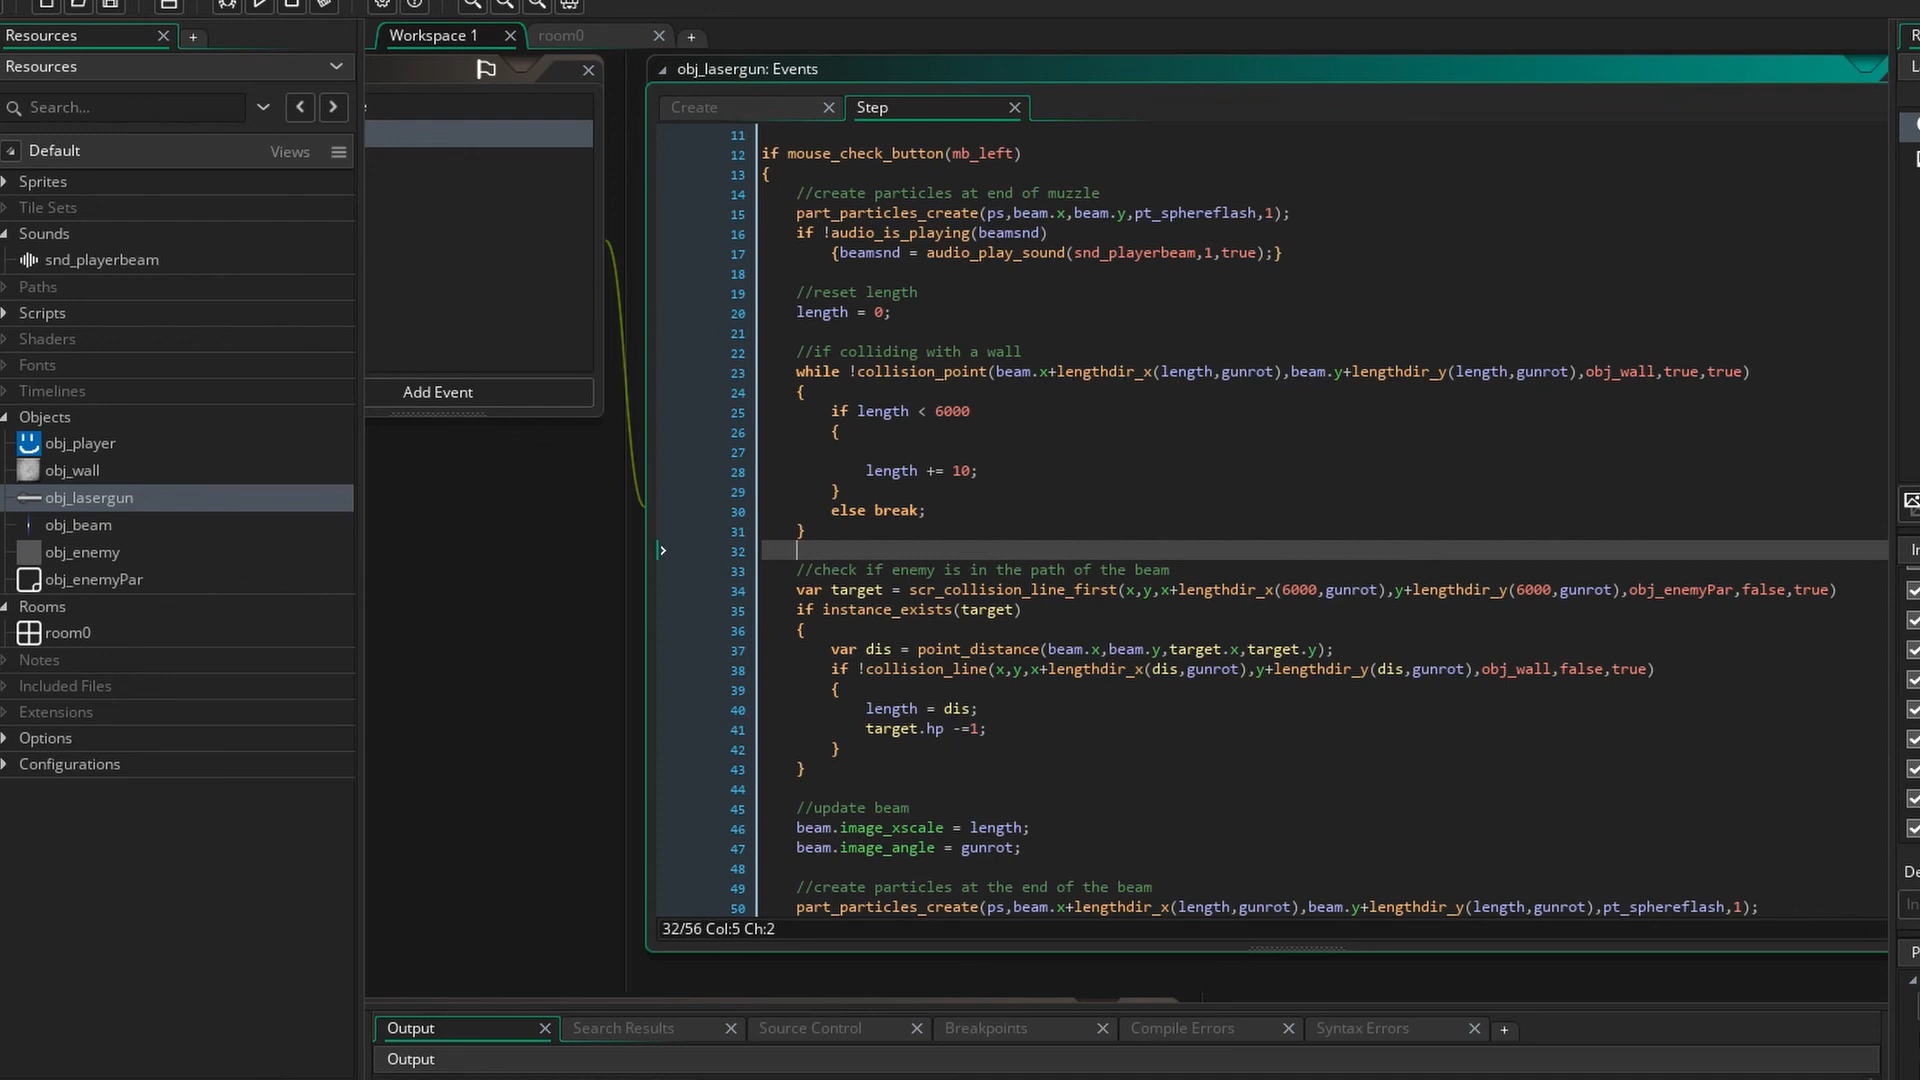 Resources
Workspace 1
room0
Resources
obj_lasergun: Events
Search...
Create
Step
Default
Views
Sprites
Tile Sets
Sounds
snd_playerbeam
Paths
Scripts
Shaders
Fonts
Timelines
Objects
obj_player
obj_wall
obj_lasergun
obj_beam
obj_enemy
obj_enemyPar
Rooms
room0
Notes
Included Files
Extensions
Options
Configurations
Add Event
11
12 if mouse_check_button(mb_left)
13 {
14 //create particles at end of muzzle
15 part_particles_create(ps,beam.x,beam.y,pt_sphereflash,1);
16 if !audio_is_playing(beamsnd)
17 {beamsnd = audio_play_sound(snd_playerbeam,1,true);}
18
19 //reset length
20 length = 0;
21
22 //if colliding with a wall
23 while !collision_point(beam.x+lengthdir_x(length,gunrot),beam.y+lengthdir_y(length,gunrot),obj_wall,true,true)
24 {
25 if length < 6000
26 {
27
28 length += 10;
29 }
30 else break;
31 }
32
33 //check if enemy is in the path of the beam
34 var target = scr_collision_line_first(x,y,x+lengthdir_x(6000,gunrot),y+lengthdir_y(6000,gunrot),obj_enemyPar,false,true)
35 if instance_exists(target)
36 {
37 var dis = point_distance(beam.x,beam.y,target.x,target.y);
38 if !collision_line(x,y,x+lengthdir_x(dis,gunrot),y+lengthdir_y(dis,gunrot),obj_wall,false,true)
39 {
40 length = dis;
41 target.hp -=1;
42 }
43 }
44
45 //update beam
46 beam.image_xscale = length;
47 beam.image_angle = gunrot;
48
49 //create particles at the end of the beam
50 part_particles_create(ps,beam.x+lengthdir_x(length,gunrot),beam.y+lengthdir_y(length,gunrot),pt_sphereflash,1);
32/56 Col:5 Ch:2
Output
Search Results
Source Control
Breakpoints
Compile Errors
Syntax Errors
Output